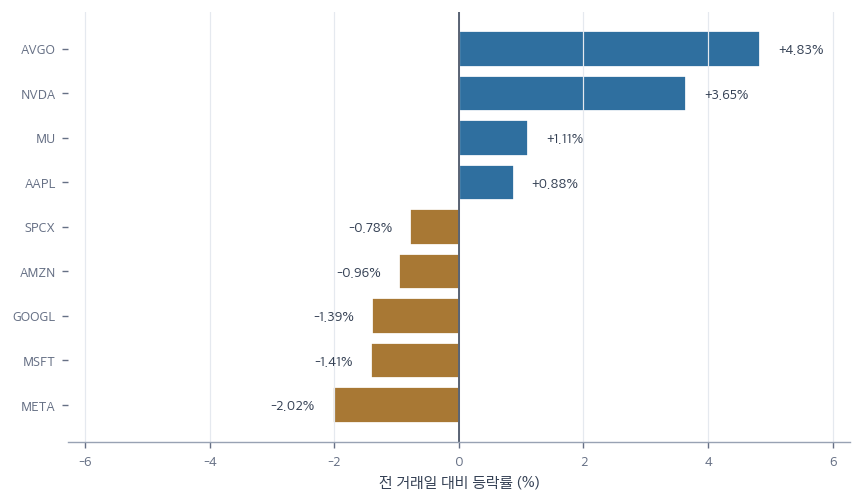 AVGO +4.83%
NVDA +3.65%
MU +1.11%
AAPL +0.88%
SPCX -0.78%
AMZN -0.96%
GOOGL -1.39%
MSFT -1.41%
META -2.02%
-6 -4 -2 0 2 4 6
전 거래일 대비 등락률 (%)